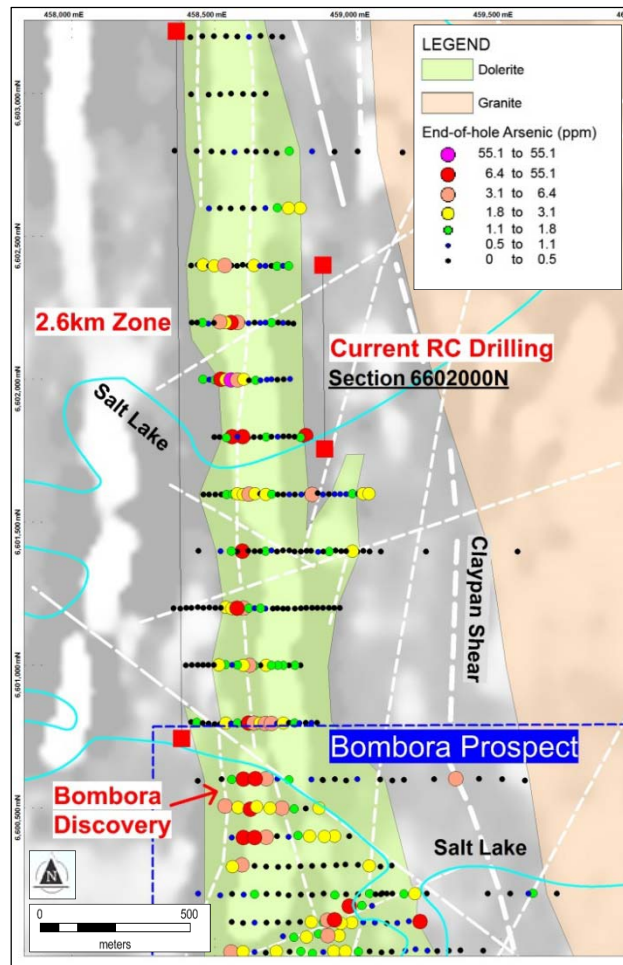 458,000 mE
458,500 mE
459,000 mE
459,500 mE
6,603,000 mN
6,602,500 mN
6,602,000 mN
6,601,500 mN
6,601,000 mN
6,600,500 mN
LEGEND
Dolerite
Granite
End-of-hole Arsenic (ppm)
55.1 to 55.1
6.4 to 55.1
3.1 to 6.4
1.8 to 3.1
1.1 to 1.8
0.5 to 1.1
0 to 0.5
2.6km Zone
Current RC Drilling
Section 6602000N
Salt Lake
Claypan Shear
Bombora Prospect
Bombora
Discovery
Salt Lake
N
0 500
meters